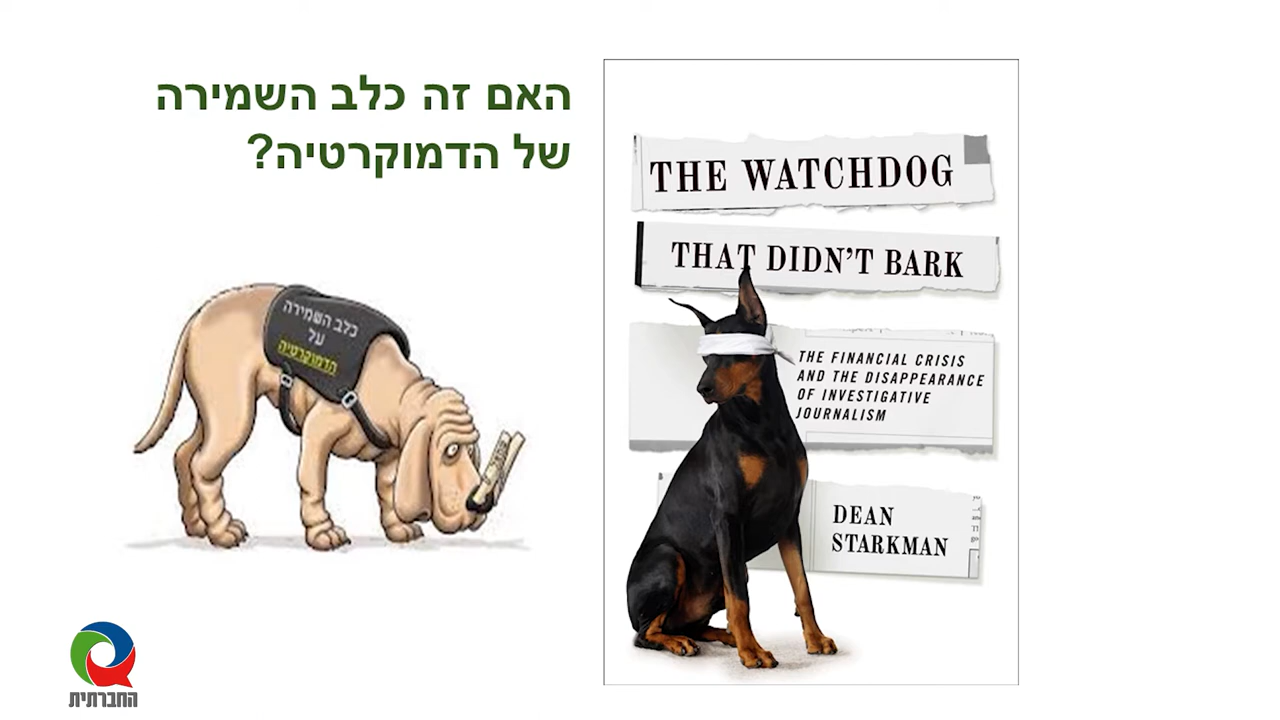 האם זה כלב השמירה
של הדמוקרטיה?
כלב השמירה
על
הדמוקרטיה
THE WATCHDOG
THAT DIDN'T BARK
THE FINANCIAL CRISIS
AND THE DISAPPEARANCE
OF INVESTIGATIVE
JOURNALISM
DEAN
STARKMAN
החברתית